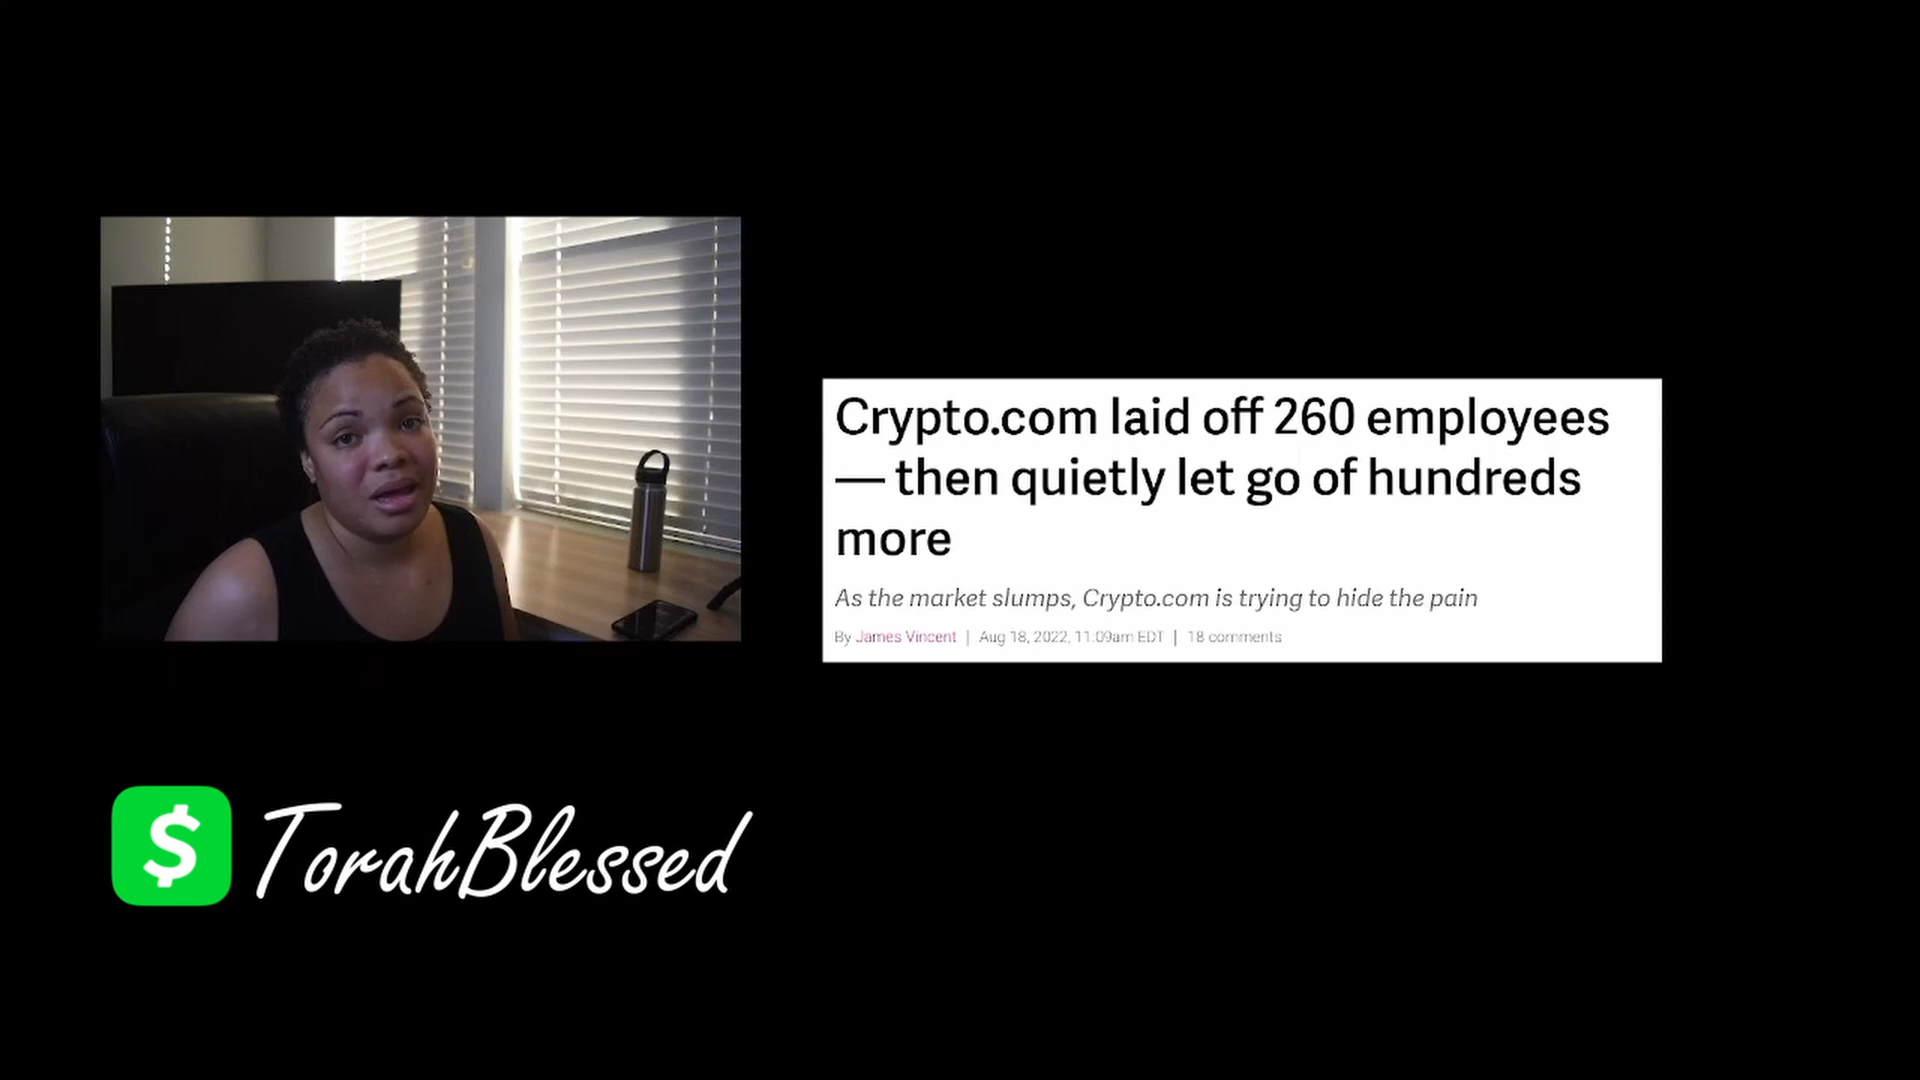 Crypto.com laid off 260 employees
— then quietly let go of hundreds
more
As the market slumps, Crypto.com is trying to hide the pain
By James Vincent | Aug 18, 2022, 11:09am EDT | 18 comments
$ TorahBlessed